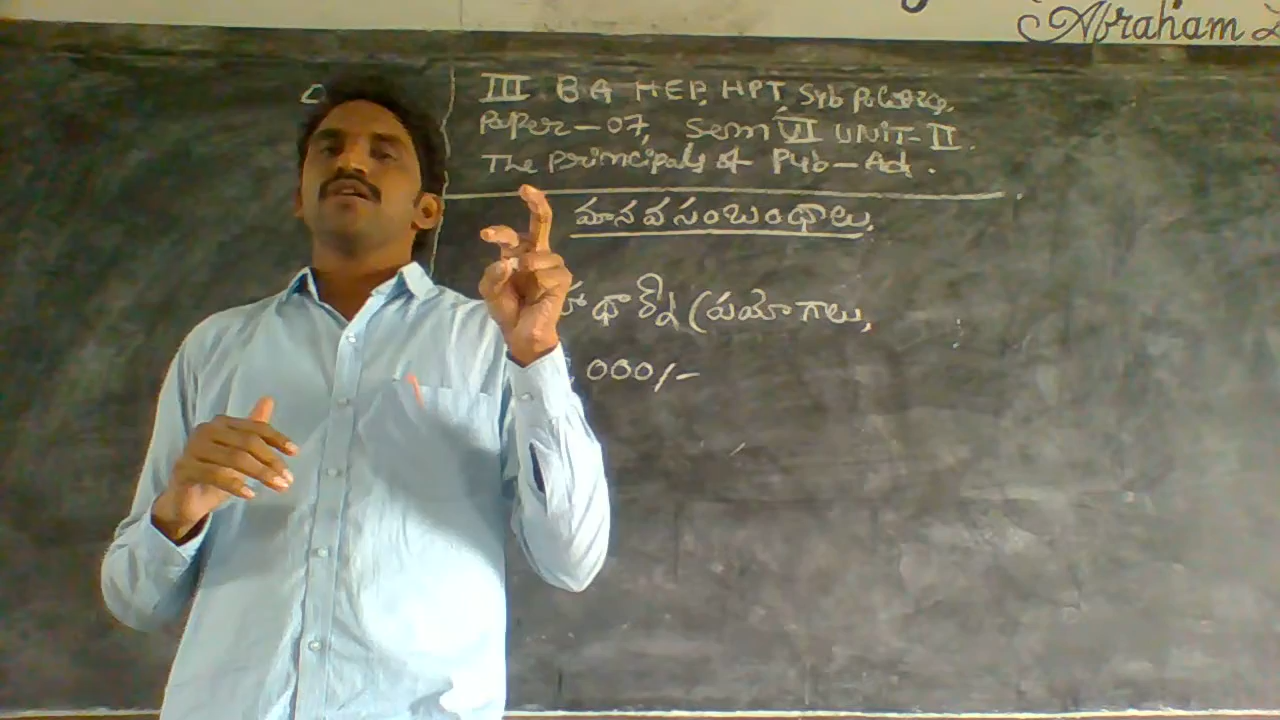 Abraham L
III BA HEP, HPT, Sub
Paper-07, Sem VI UNIT-II.
The Principals of Pub-Ad.
మానవ సంబంధాలు.
హాథార్న్ ప్రయోగాలు,
000/-